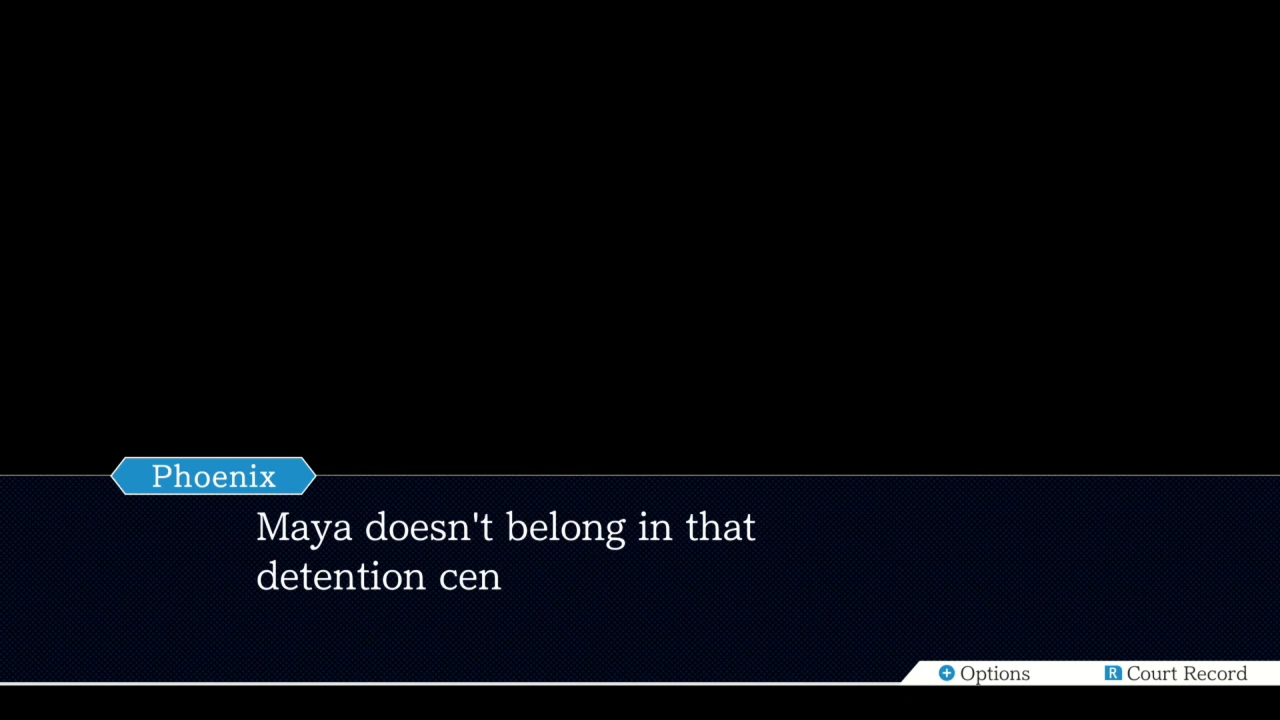 Phoenix
Maya doesn't belong in that
detention cen
+ Options
R Court Record